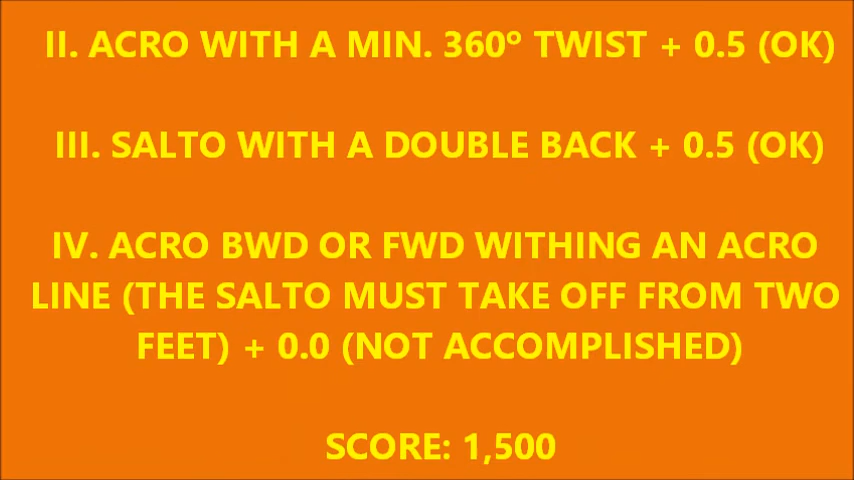 II. ACRO WITH A MIN. 360º TWIST + 0.5 (OK)
III. SALTO WITH A DOUBLE BACK + 0.5 (OK)
IV. ACRO BWD OR FWD WITHING AN ACRO
LINE (THE SALTO MUST TAKE OFF FROM TWO
FEET) + 0.0 (NOT ACCOMPLISHED)
SCORE: 1,500